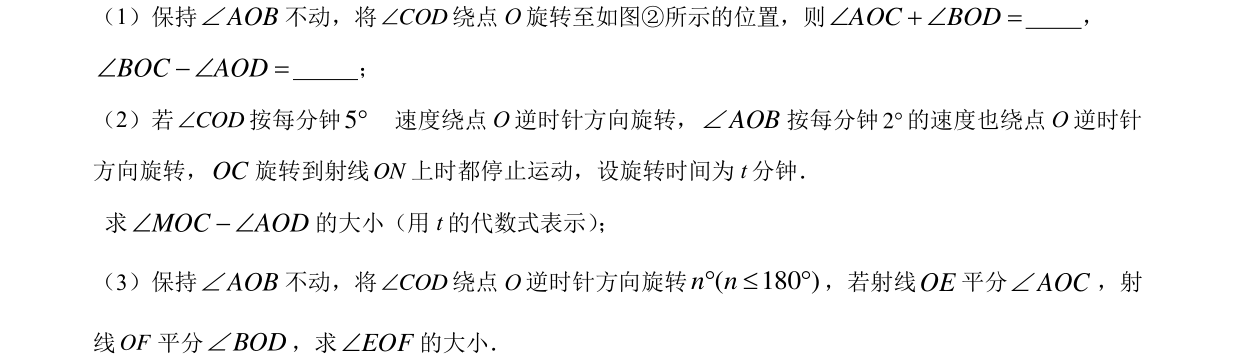 （1）保持∠AOB不动，将∠COD绕点O旋转至如图②所示的位置，则∠AOC+∠BOD=_____，
∠BOC−∠AOD=______；
（2）若∠COD按每分钟5° 速度绕点O逆时针方向旋转，∠AOB按每分钟2°的速度也绕点O逆时针
方向旋转，OC旋转到射线ON上时都停止运动，设旋转时间为t分钟．
求∠MOC−∠AOD的大小（用t的代数式表示）；
（3）保持∠AOB不动，将∠COD绕点O逆时针方向旋转n°(n≤180°)，若射线OE平分∠AOC，射
线OF平分∠BOD，求∠EOF的大小．